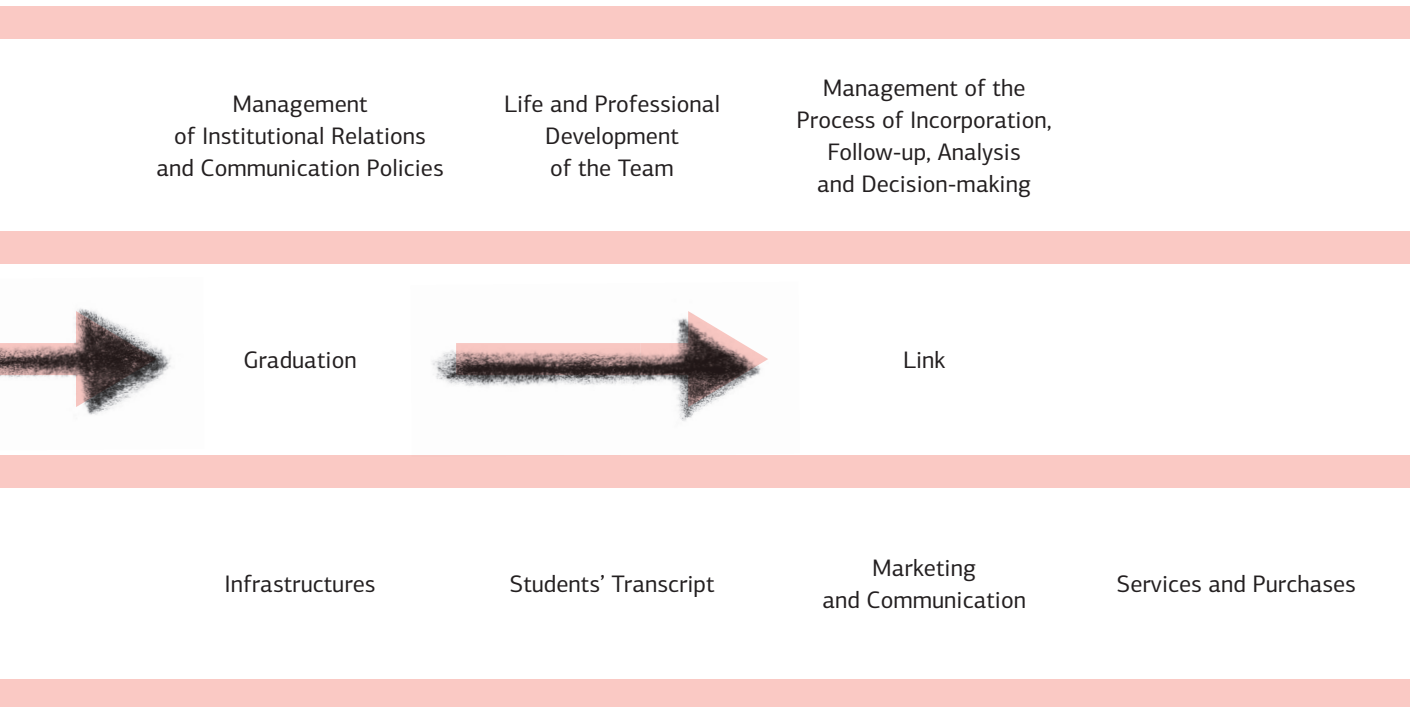 Management
of Institutional Relations
and Communication Policies
Life and Professional
Development
of the Team
Management of the
Process of Incorporation,
Follow-up, Analysis
and Decision-making
Graduation
Link
Infrastructures
Students’ Transcript
Marketing
and Communication
Services and Purchases